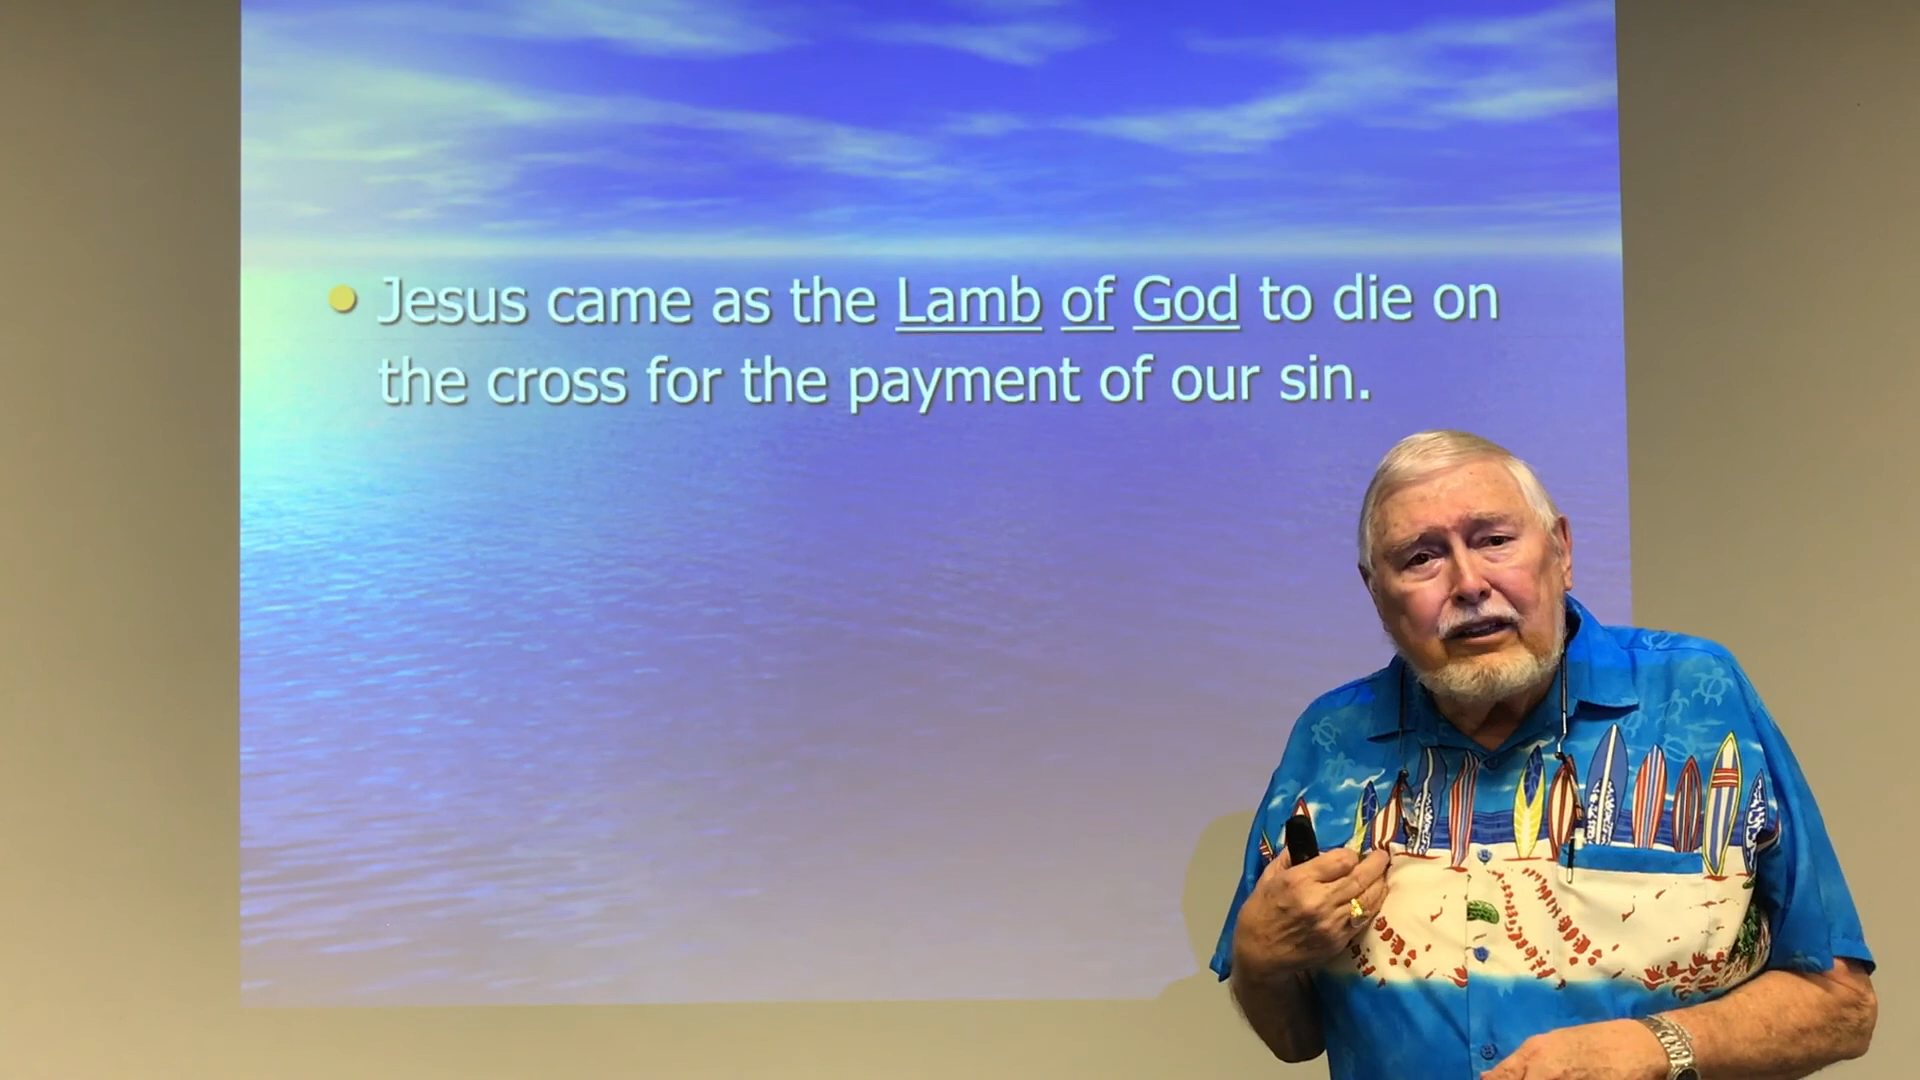 Jesus came as the Lamb of God to die on
the cross for the payment of our sin.